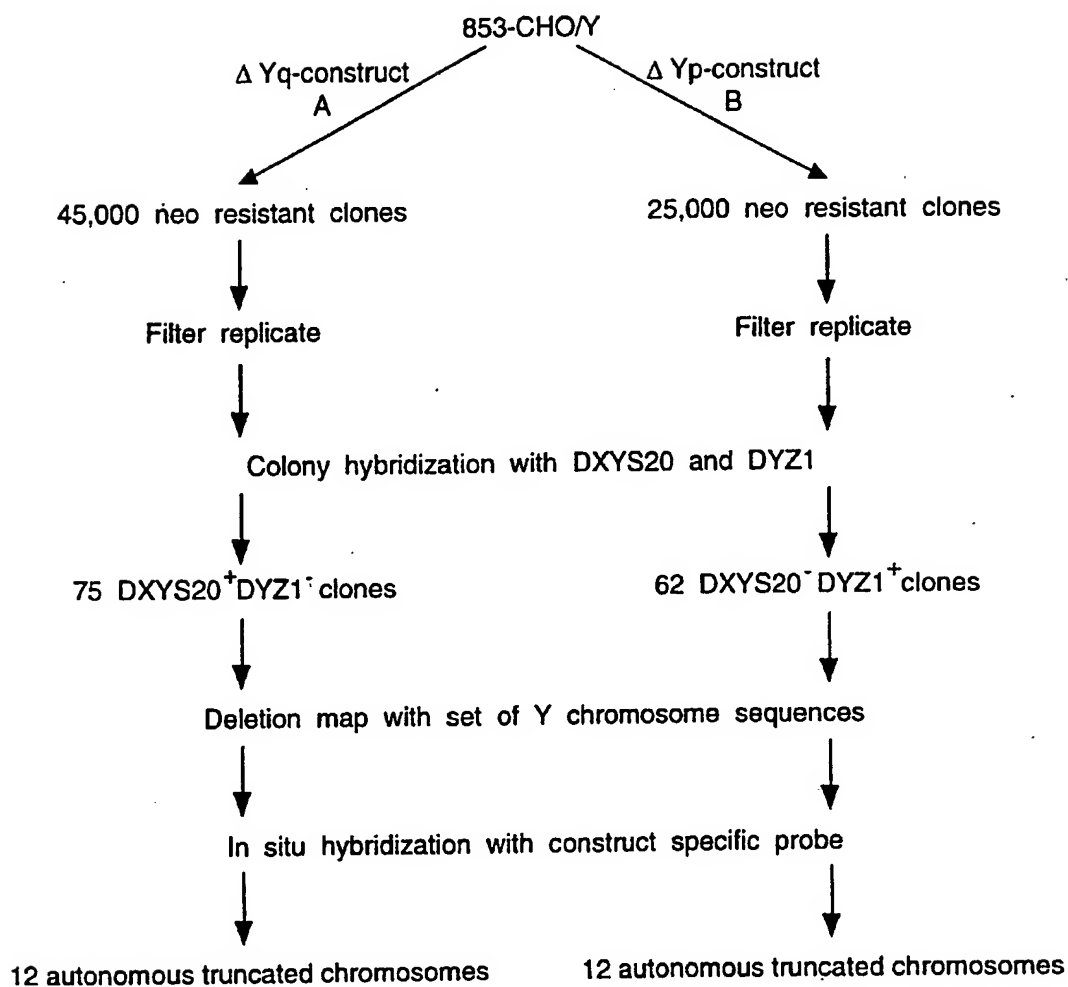 853-CHO/Y
Δ Yq-construct
A
Δ Yp-construct
B
45,000 neo resistant clones
25,000 neo resistant clones
Filter replicate
Filter replicate
Colony hybridization with DXYS20 and DYZ1
75 DXYS20⁺DYZ1⁻ clones
62 DXYS20⁻ DYZ1⁺clones
Deletion map with set of Y chromosome sequences
In situ hybridization with construct specific probe
12 autonomous truncated chromosomes
12 autonomous truncated chromosomes